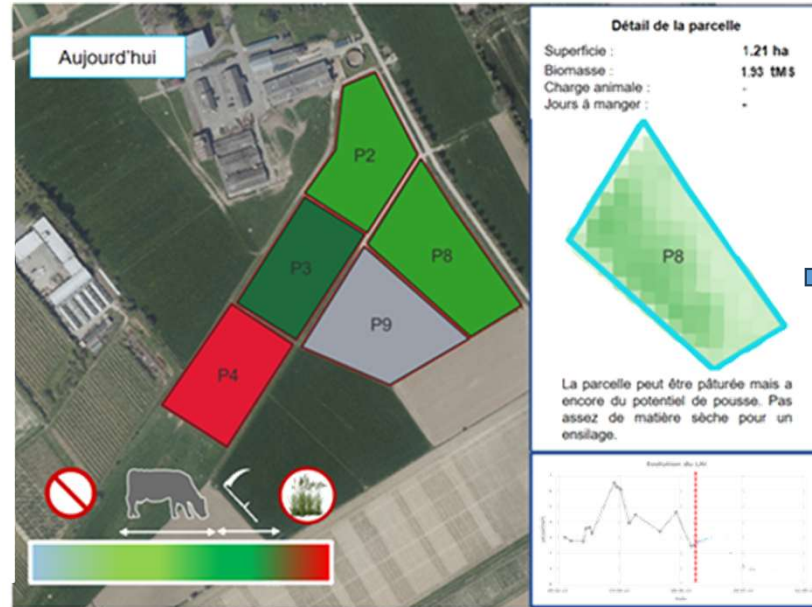 Aujourd'hui
P2
P3
P8
P9
P4
Détail de la parcelle
Superficie : 1.21 ha
Biomasse : 1.93 tMS
Charge animale : -
Jours à manger : -
P8
La parcelle peut être pâturée mais a
encore du potentiel de pousse. Pas
assez de matière sèche pour un
ensilage.
Evolution du LAI